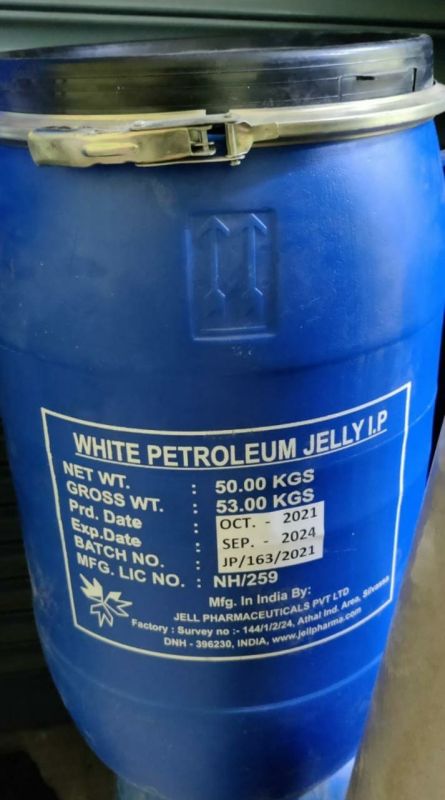 WHITE PETROLEUM JELLY I.P
NET WT. : 50.00 KGS
GROSS WT. : 53.00 KGS
Prd. Date : OCT. - 2021
Exp.Date : SEP. - 2024
BATCH NO. : JP/163/2021
MFG. LIC NO. : NH/259
Mfg. In India By:
JELL PHARMACEUTICALS PVT LTD
Factory : Survey no :- 144/1/2/24, Athal Ind. Area, Silvassa
DNH - 396230, INDIA, www.jellpharma.com